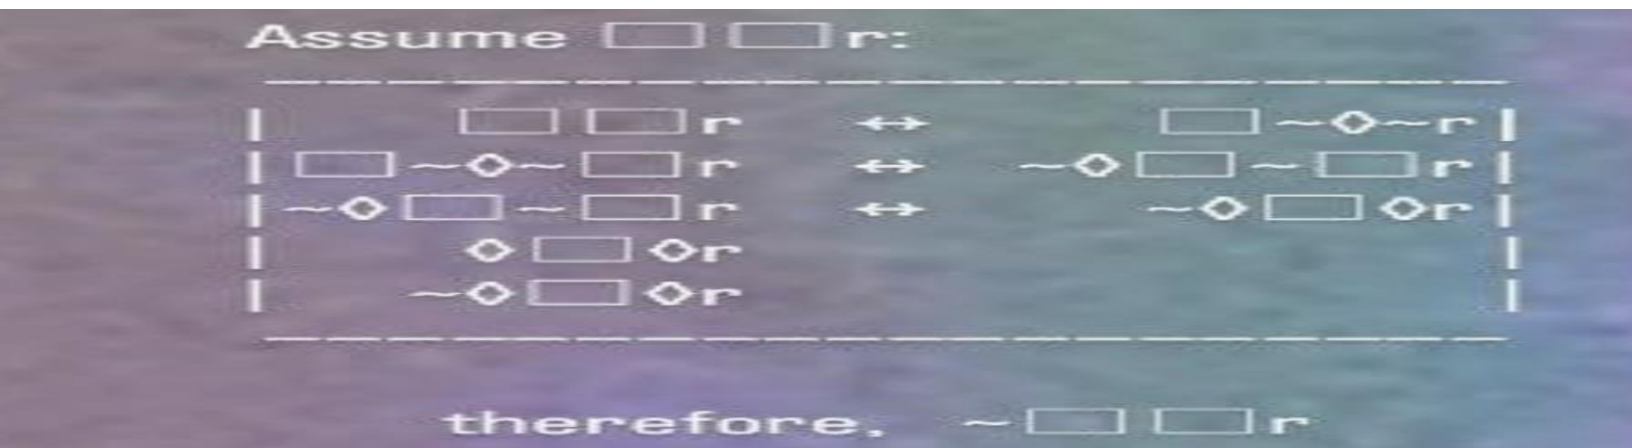 Assume □ □r:
——————————————————
| □ □r ↔ □~◇~r |
| □~◇~□r ↔ ~◇□~□r |
| ~◇□~□r ↔ ~◇□◇r |
| ◇□◇r |
| ~◇□◇r |
——————————————————
therefore, ~□ □r